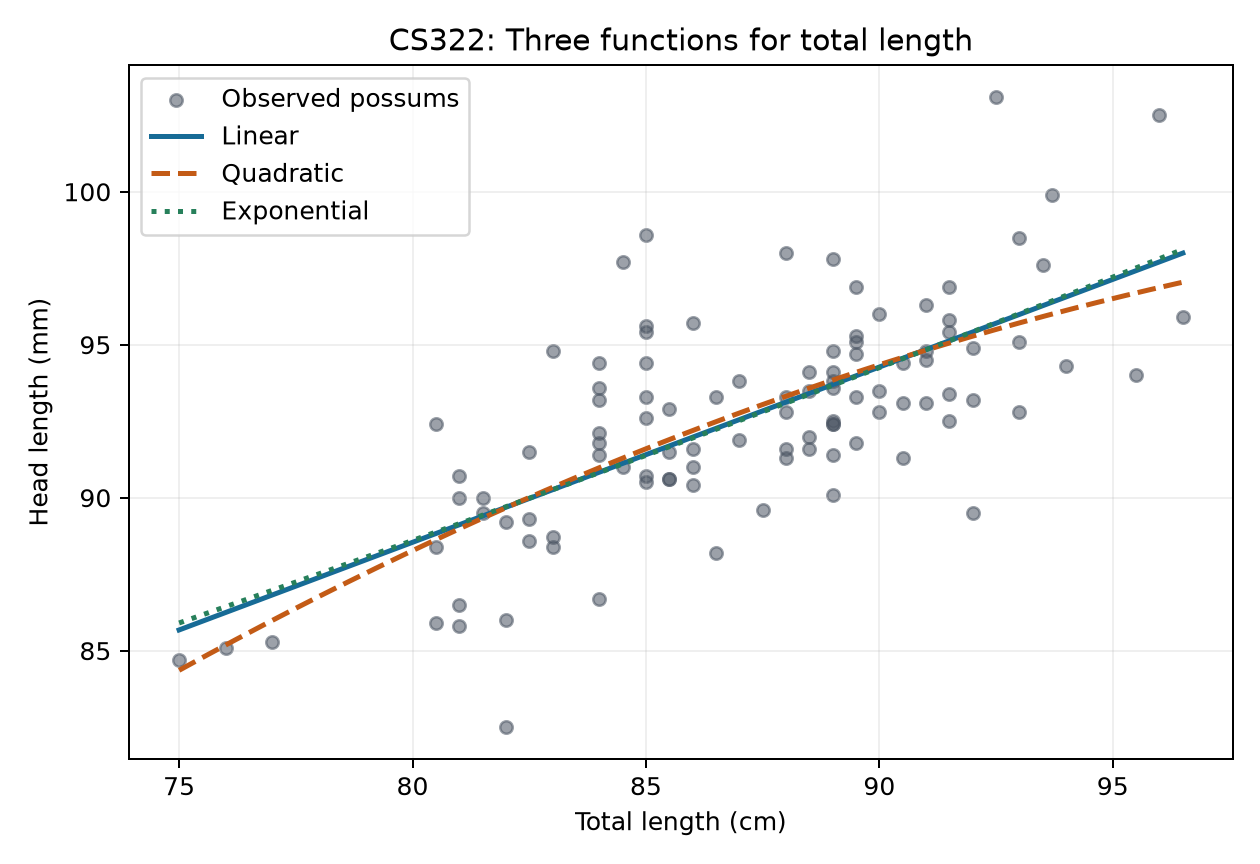 CS322: Three functions for total length
Observed possums
Linear
Quadratic
Exponential
Head length (mm)
100
95
90
85
75
80
85
90
95
Total length (cm)